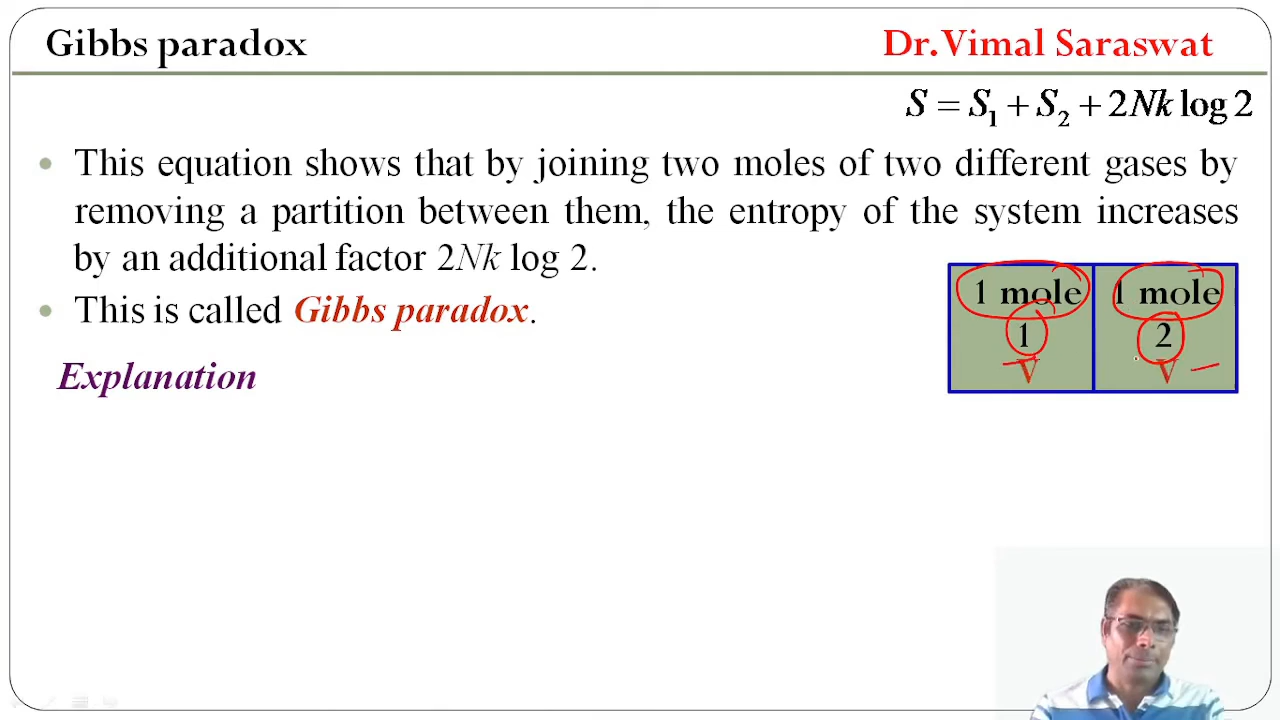 Gibbs paradox
Dr.Vimal Saraswat
S = S₁ + S₂ + 2Nk log 2
• This equation shows that by joining two moles of two different gases by
removing a partition between them, the entropy of the system increases
by an additional factor 2Nk log 2.
• This is called Gibbs paradox.
1 mole 1 mole
1 2
V V
Explanation